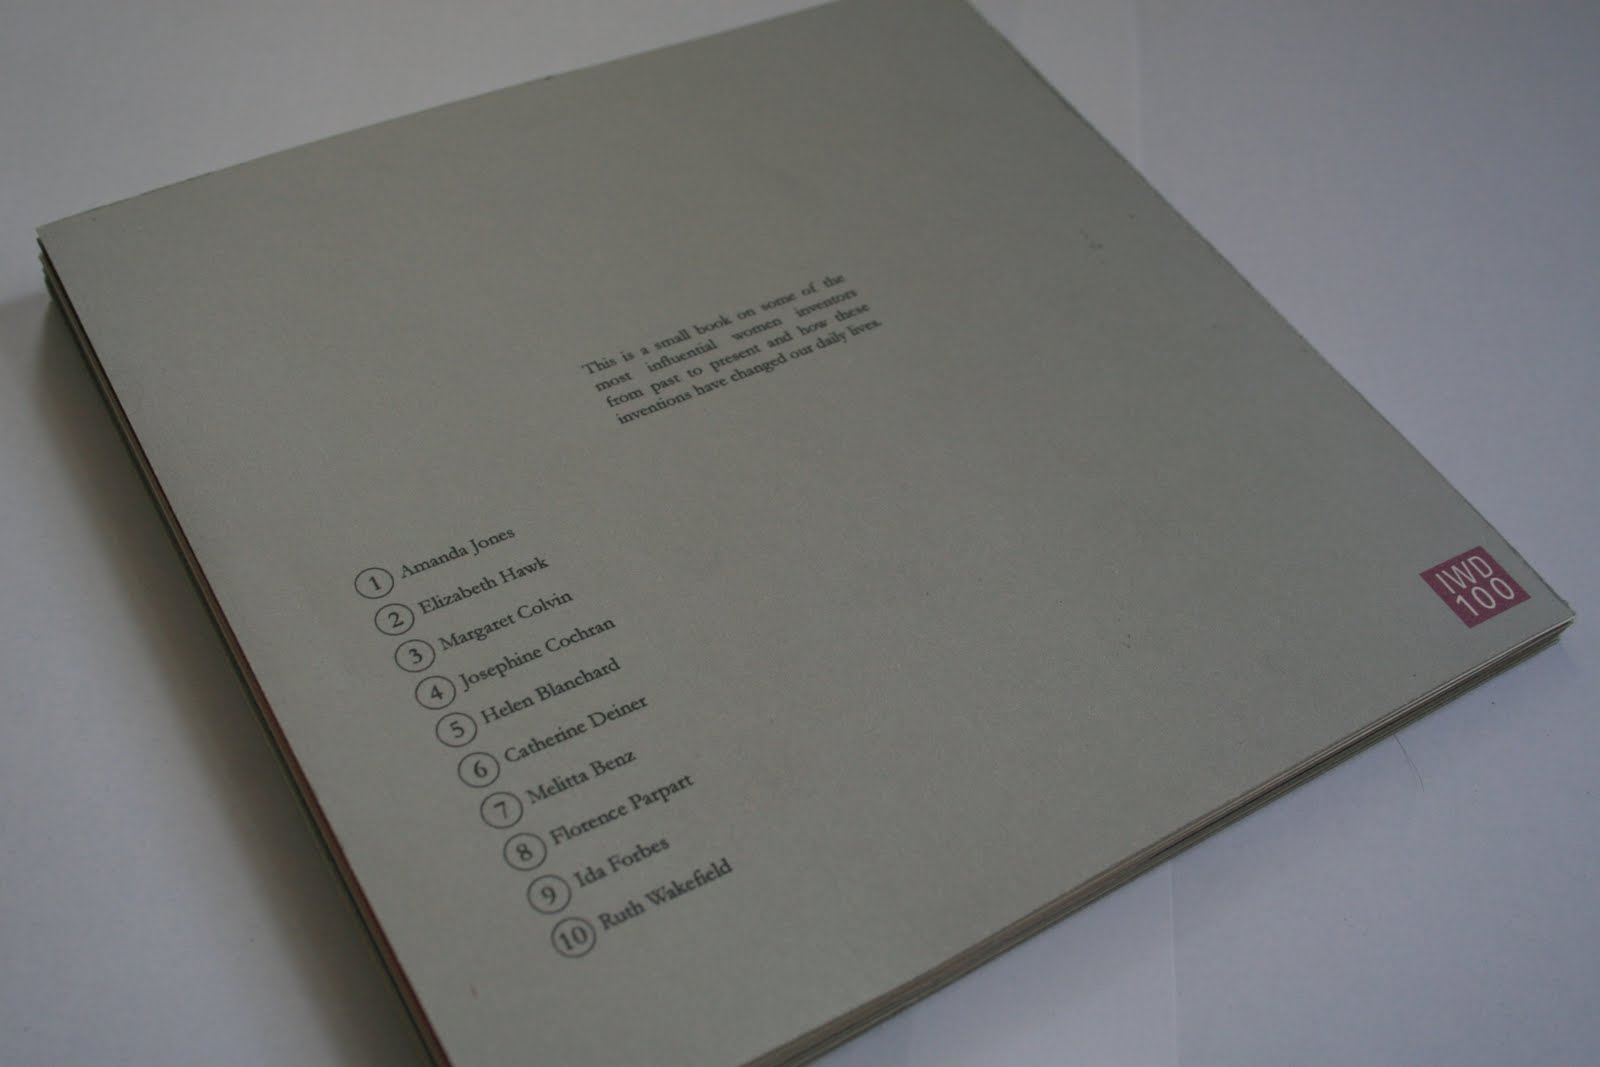 This is a small book on some of the
most influential women inventors
from past to present and how these
inventions have changed our daily lives.
1 Amanda Jones
2 Elizabeth Hawk
3 Margaret Colvin
4 Josephine Cochran
5 Helen Blanchard
6 Catherine Deiner
7 Melitta Benz
8 Florence Parpart
9 Ida Forbes
10 Ruth Wakefield
IWD
100